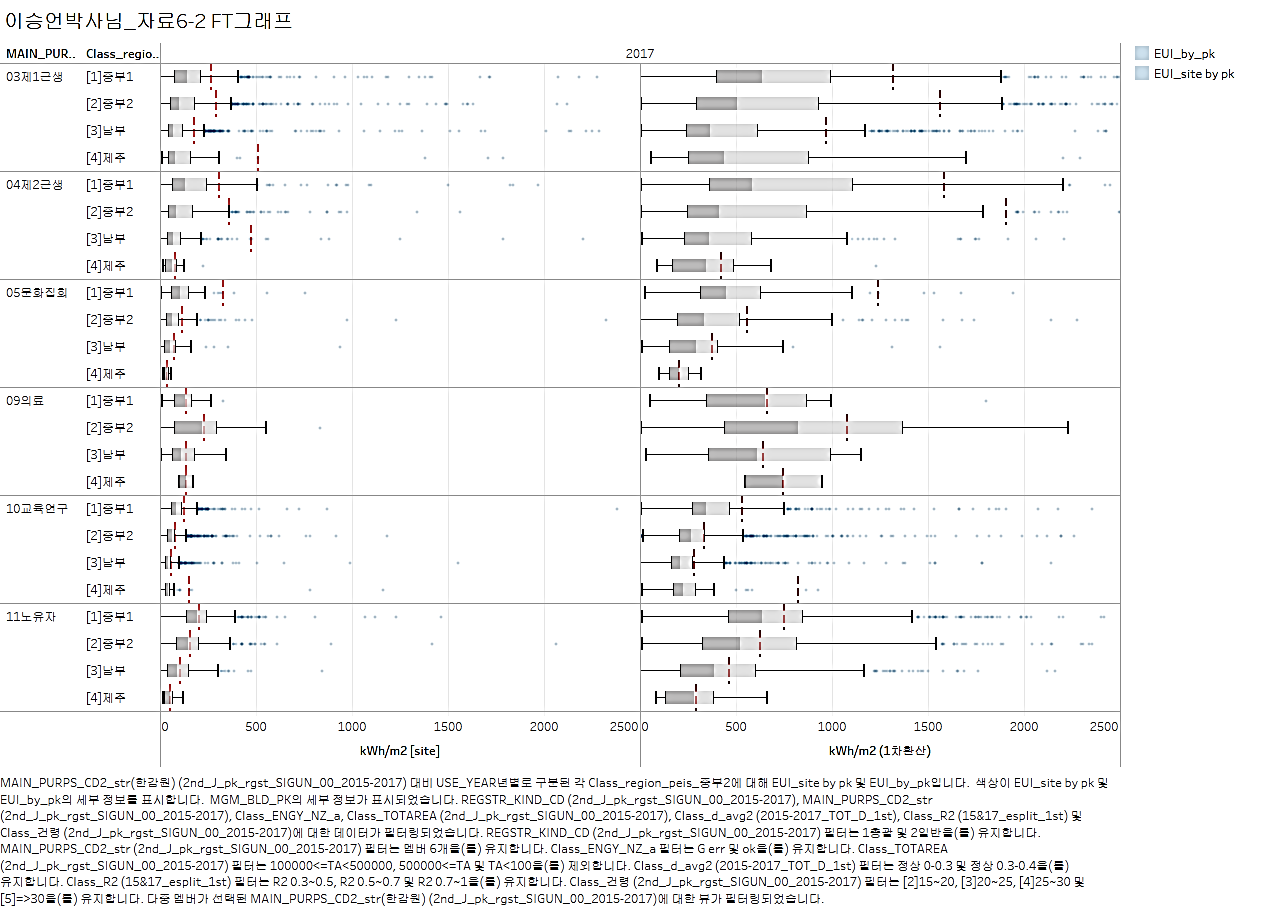 이승언박사님_자료6-2 FT그래프
MAIN_PUR.. Class_regio.. 2017
EUI_by_pk
EUI_site by pk
03제1근생 [1]중부1
[2]중부2
[3]남부
[4]제주
04제2근생 [1]중부1
[2]중부2
[3]남부
[4]제주
05문화집회 [1]중부1
[2]중부2
[3]남부
[4]제주
09의료 [1]중부1
[2]중부2
[3]남부
[4]제주
10교육연구 [1]중부1
[2]중부2
[3]남부
[4]제주
11노유자 [1]중부1
[2]중부2
[3]남부
[4]제주
0 500 1000 1500 2000 2500 0 500 1000 1500 2000 2500
kWh/m2 [site] kWh/m2 (1차환산)
MAIN_PURPS_CD2_str(한감원) (2nd_J_pk_rgst_SIGUN_00_2015-2017) 대비 USE_YEAR년별로 구분된 각 Class_region_peis_중부2에 대해 EUI_site by pk 및 EUI_by_pk입니다. 색상이 EUI_site by pk 및
EUI_by_pk의 세부 정보를 표시합니다. MGM_BLD_PK의 세부 정보가 표시되었습니다. REGSTR_KIND_CD (2nd_J_pk_rgst_SIGUN_00_2015-2017), MAIN_PURPS_CD2_str
(2nd_J_pk_rgst_SIGUN_00_2015-2017), Class_ENGY_NZ_a, Class_TOTAREA (2nd_J_pk_rgst_SIGUN_00_2015-2017), Class_d_avg2 (2015-2017_TOT_D_1st), Class_R2 (15&17_esplit_1st) 및
Class_건령 (2nd_J_pk_rgst_SIGUN_00_2015-2017)에 대한 데이터가 필터링되었습니다. REGSTR_KIND_CD (2nd_J_pk_rgst_SIGUN_00_2015-2017) 필터는 1총괄 및 2일반을(를) 유지합니다.
MAIN_PURPS_CD2_str (2nd_J_pk_rgst_SIGUN_00_2015-2017) 필터는 멤버 6개을(를) 유지합니다. Class_ENGY_NZ_a 필터는 G err 및 ok을(를) 유지합니다. Class_TOTAREA
(2nd_J_pk_rgst_SIGUN_00_2015-2017) 필터는 100000<=TA<500000, 500000<=TA 및 TA<100을(를) 제외합니다. Class_d_avg2 (2015-2017_TOT_D_1st) 필터는 정상 0-0.3 및 정상 0.3-0.4을(를)
유지합니다. Class_R2 (15&17_esplit_1st) 필터는 R2 0.3~0.5, R2 0.5~0.7 및 R2 0.7~1을(를) 유지합니다. Class_건령 (2nd_J_pk_rgst_SIGUN_00_2015-2017) 필터는 [2]15~20, [3]20~25, [4]25~30 및
[5]=>30을(를) 유지합니다. 다중 멤버가 선택된 MAIN_PURPS_CD2_str(한감원) (2nd_J_pk_rgst_SIGUN_00_2015-2017)에 대한 뷰가 필터링되었습니다.